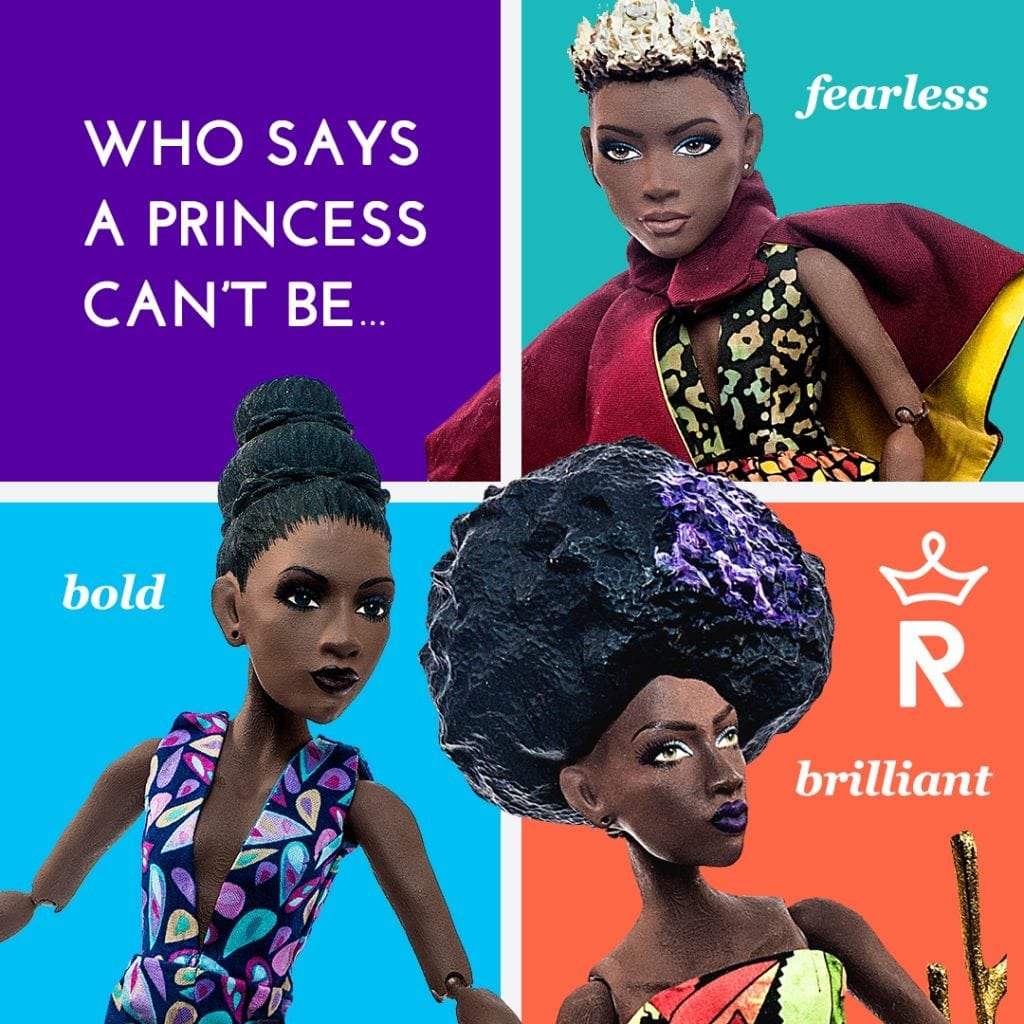 WHO SAYS
A PRINCESS
CAN'T BE...
fearless
bold
R
brilliant